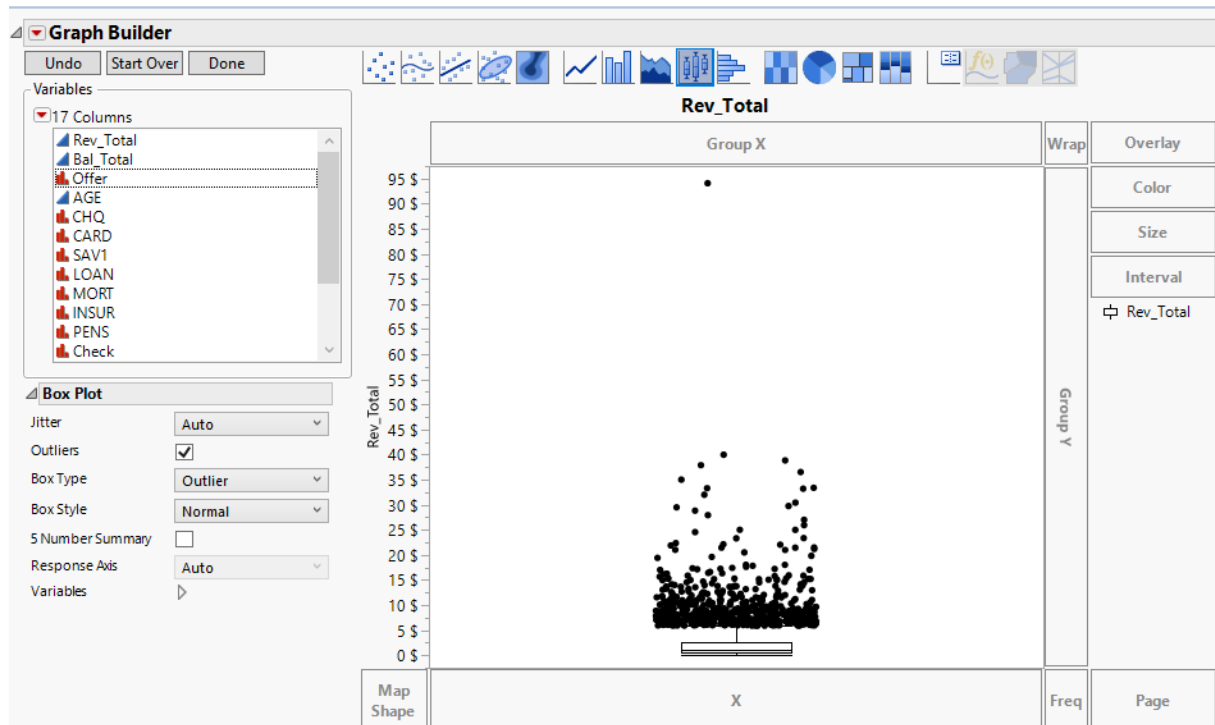 Graph Builder
Undo Start Over Done
Variables
17 Columns
Rev_Total
Bal_Total
Offer
AGE
CHQ
CARD
SAV1
LOAN
MORT
INSUR
PENS
Check
Box Plot
Jitter Auto
Outliers
Box Type Outlier
Box Style Normal
5 Number Summary
Response Axis Auto
Variables
Rev_Total
Group X
Wrap
Overlay
Color
Size
Interval
Rev_Total
Group Y
Rev_Total
95 $
90 $
85 $
80 $
75 $
70 $
65 $
60 $
55 $
50 $
45 $
40 $
35 $
30 $
25 $
20 $
15 $
10 $
5 $
0 $
Map
Shape
X
Freq
Page